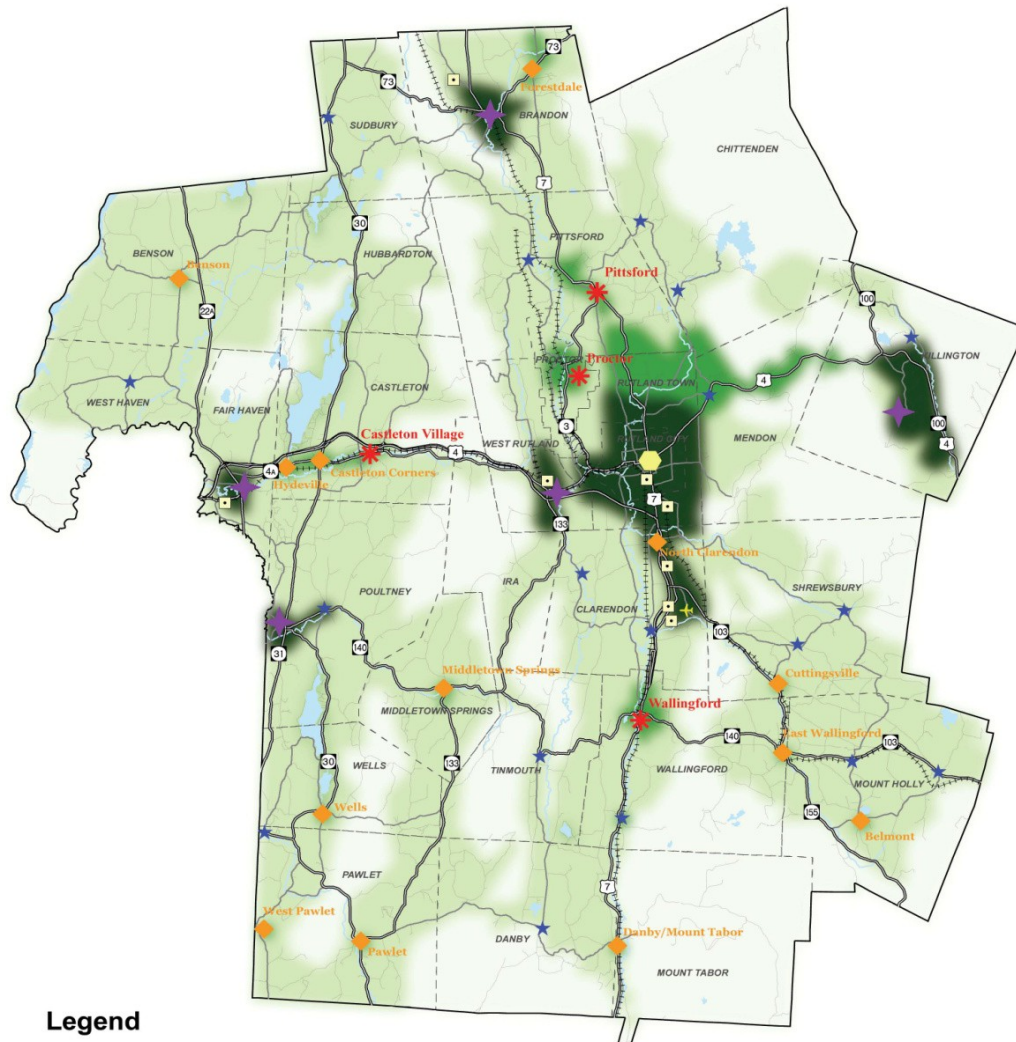 73
73
Forestdale
BRANDON
SUDBURY
CHITTENDEN
7
30
PITTSFORD
HUBBARDTON
BENSON
Benson
Pittsford
100
22A
KILLINGTON
PROCTOR
Proctor
RUTLAND TOWN
4
CASTLETON
WEST HAVEN
FAIR HAVEN
100
3
MENDON
Castleton Village
WEST RUTLAND
RUTLAND CITY
4
4
4A
Castleton Corners
Hydeville
7
133
North Clarendon
IRA
SHREWSBURY
POULTNEY
CLARENDON
103
31
140
Middletown Springs
Cuttingsville
MIDDLETOWN SPRINGS
Wallingford
140
East Wallingford
103
30
WELLS
133
TINMOUTH
WALLINGFORD
MOUNT HOLLY
Wells
155
Belmont
PAWLET
7
West Pawlet
Pawlet
DANBY
Danby/Mount Tabor
MOUNT TABOR
Legend